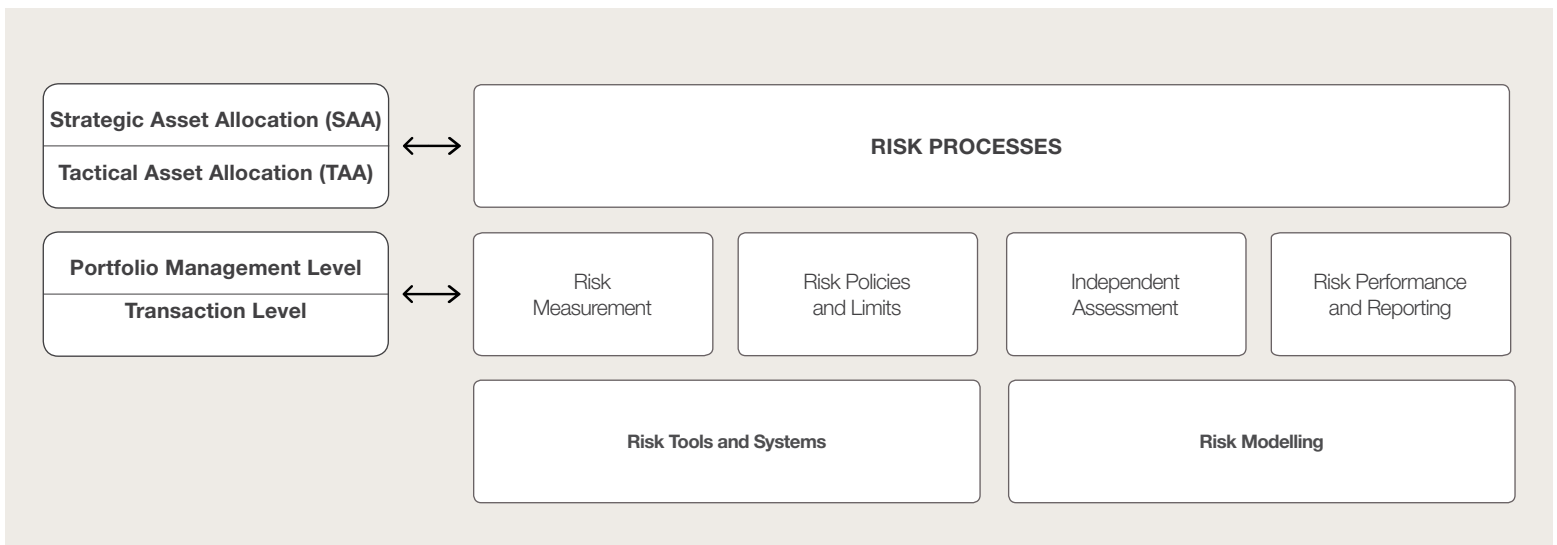 Strategic Asset Allocation (SAA)
Tactical Asset Allocation (TAA)
RISK PROCESSES
Portfolio Management Level
Transaction Level
Risk
Measurement
Risk Policies
and Limits
Independent
Assessment
Risk Performance
and Reporting
Risk Tools and Systems
Risk Modelling